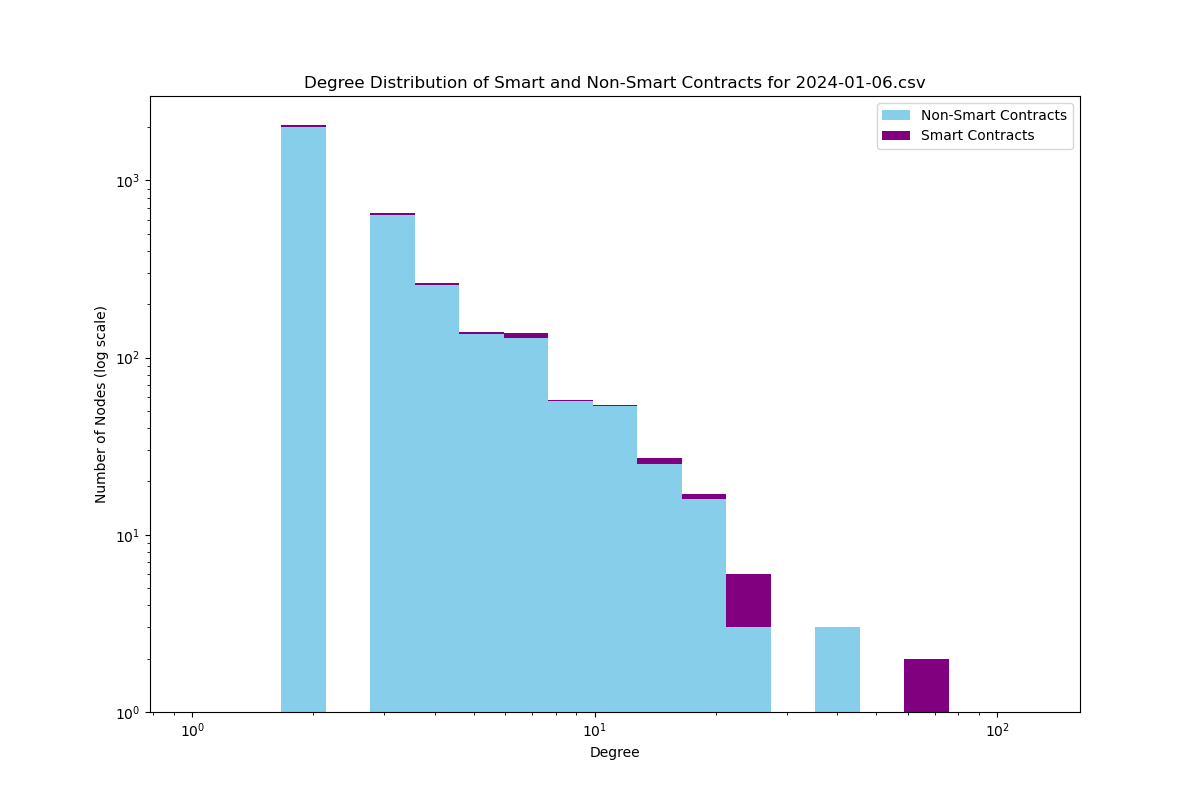 Degree Distribution of Smart and Non-Smart Contracts for 2024-01-06.csv
Non-Smart Contracts
Smart Contracts
Number of Nodes (log scale)
10³
10²
10¹
10⁰
10⁰ 10¹ 10²
Degree